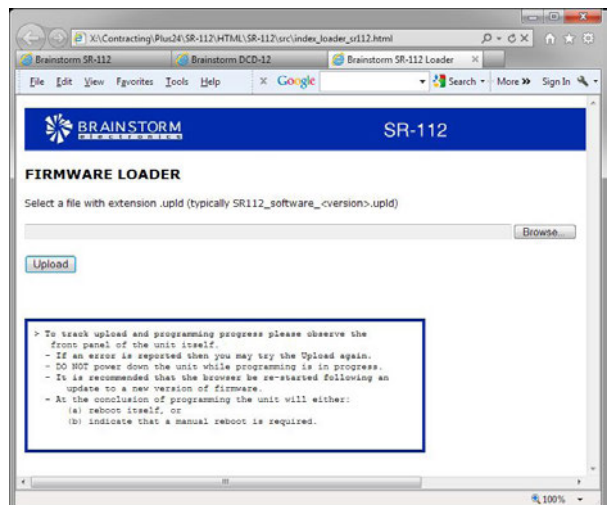 X:\Contracting\Plus24\SR-112\HTML\SR-112\src\index_loader_sr112.html
Brainstorm SR-112
Brainstorm DCD-12
Brainstorm SR-112 Loader
File Edit View Favorites Tools Help
x Google
Search
More »
Sign In
BRAINSTORM
electronics
SR-112
FIRMWARE LOADER
Select a file with extension .upld (typically SR112_software_<version>.upld)
Browse...
Upload
> To track upload and programming progress please observe the
front panel of the unit itself.
- If an error is reported then you may try the Upload again.
- DO NOT power down the unit while programming is in progress.
- It is recommended that the browser be re-started following an
update to a new version of firmware.
- At the conclusion of programming the unit will either:
(a) reboot itself, or
(b) indicate that a manual reboot is required.
100%